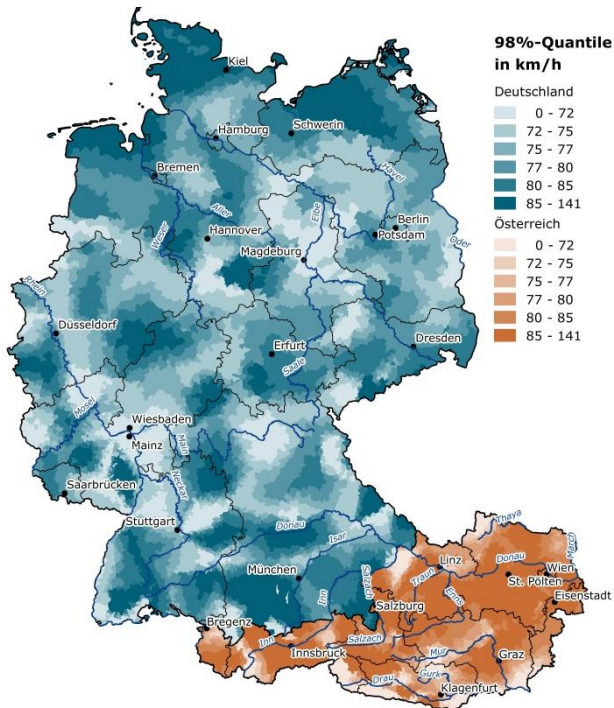 98%-Quantile
in km/h
Deutschland
0 - 72
72 - 75
75 - 77
77 - 80
80 - 85
85 - 141
Österreich
0 - 72
72 - 75
75 - 77
77 - 80
80 - 85
85 - 141
Kiel
Hamburg
Schwerin
Bremen
Havel
Aller
Elbe
Berlin
Potsdam
Weser
Hannover
Magdeburg
Oder
Rhein
Düsseldorf
Erfurt
Dresden
Saale
Mosel
Wiesbaden
Mainz
Main
Saarbrücken
Neckar
Stuttgart
Donau
Isar
München
Thaya
March
Linz
Donau
Wien
St. Pölten
Eisenstadt
Inn
Salzach
Traun
Enns
Salzburg
Bregenz
Inn
Innsbruck
Salzach
Mur
Graz
Drau
Gurk
Klagenfurt